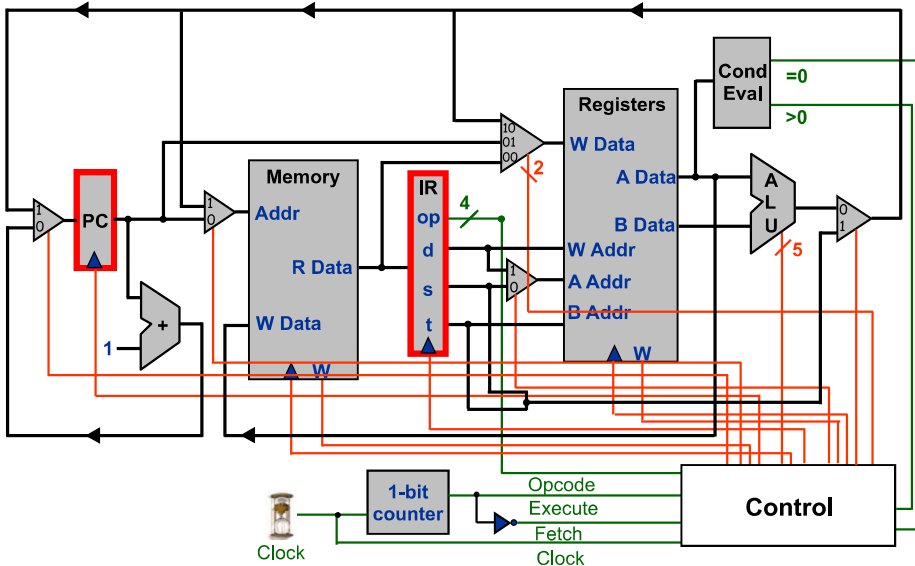 Cond
Eval
=0
>0
Registers
10
01
00
W Data
2
A Data
B Data
W Addr
A Addr
B Addr
W
A
L
U
5
0
1
Memory
Addr
R Data
W Data
W
IR
op
d
s
t
4
1
0
1
0
PC
1
0
+
1
1-bit
counter
Clock
Opcode
Execute
Fetch
Clock
Control